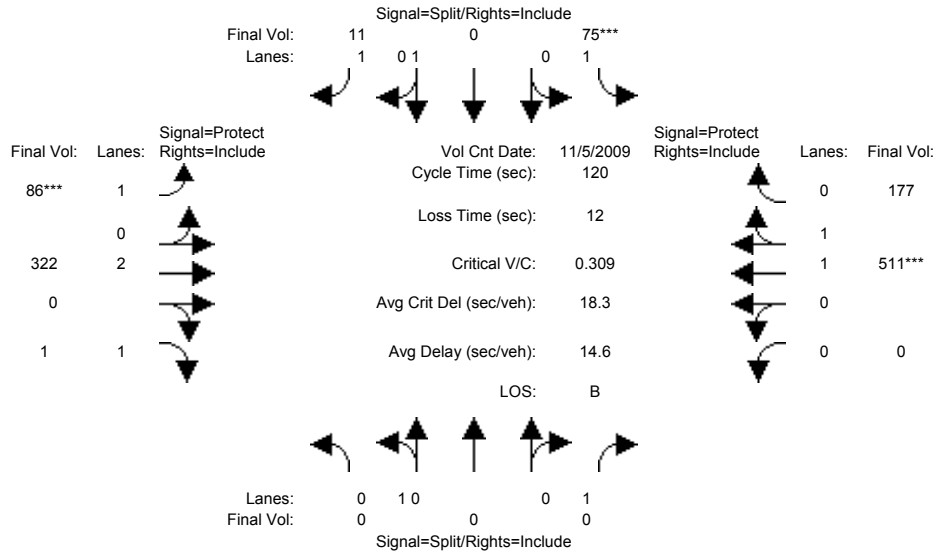 Signal=Split/Rights=Include
Final Vol: 11 0 75***
Lanes: 1 0 1 0 1
Signal=Protect
Final Vol: Lanes: Rights=Include
Vol Cnt Date: 11/5/2009
Signal=Protect
Rights=Include Lanes: Final Vol:
Cycle Time (sec): 120
86*** 1
0 177
Loss Time (sec): 12
0
1
322 2
Critical V/C: 0.309
1 511***
0
Avg Crit Del (sec/veh): 18.3
0
1 1
Avg Delay (sec/veh): 14.6
0 0
LOS: B
Lanes: 0 1 0 0 1
Final Vol: 0 0 0
Signal=Split/Rights=Include